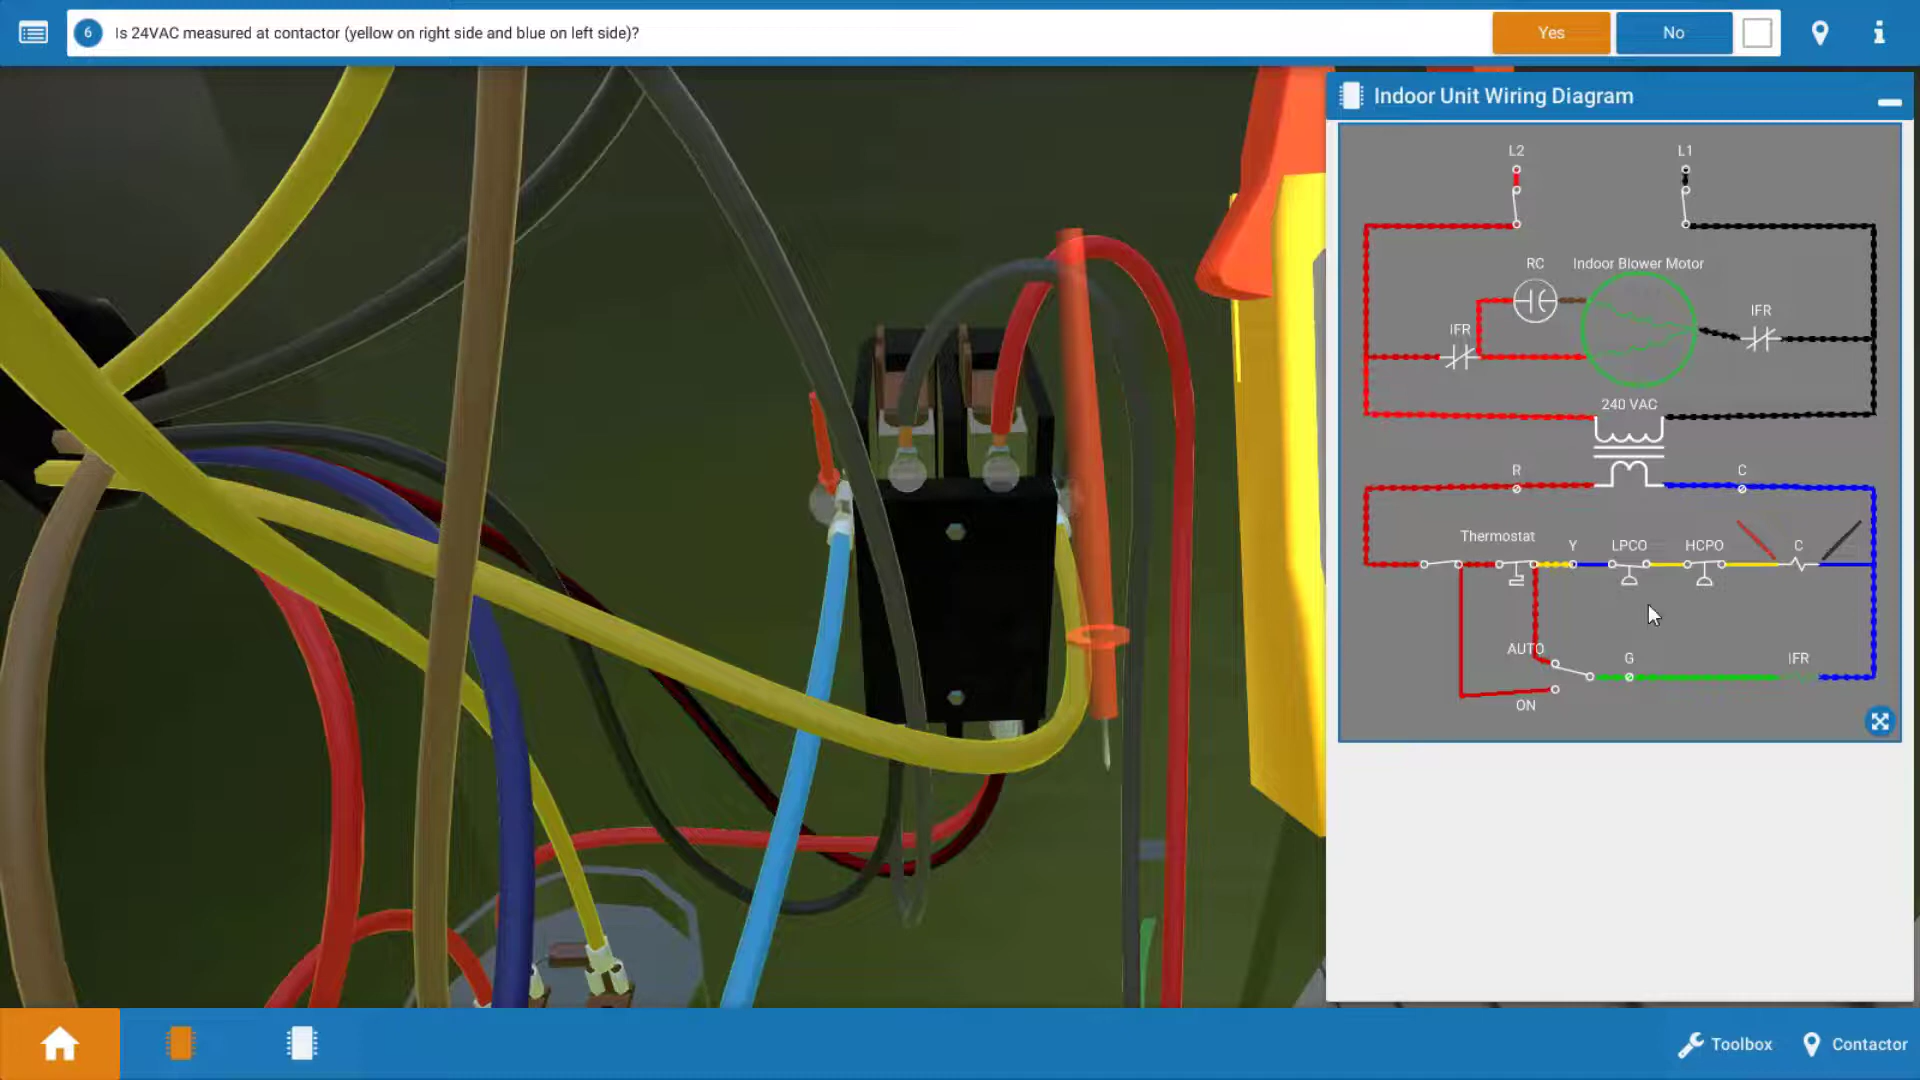 6 Is 24VAC measured at contactor (yellow on right side and blue on left side)? Yes No
Indoor Unit Wiring Diagram
L2 L1
RC Indoor Blower Motor
IFR IFR
240 VAC
R C
Thermostat Y LPCO HCPO C
AUTO G IFR
ON
Toolbox Contactor